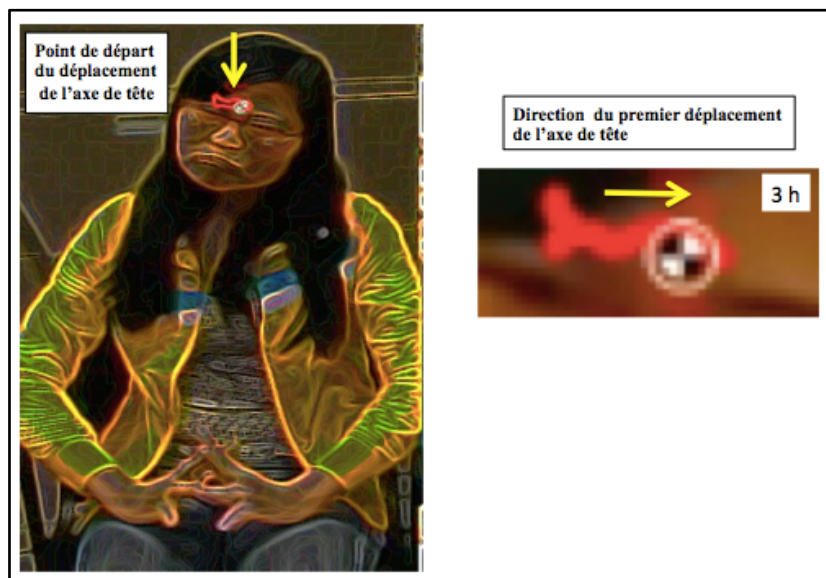 Point de départ
du déplacement
de l'axe de tête
Direction du premier déplacement
de l'axe de tête
3 h